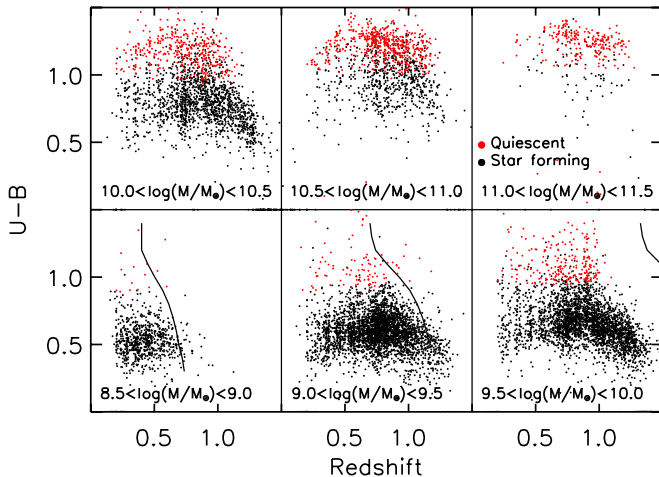 1.0
0.5
U-B
10.0<log(M/M⊙)<10.5
10.5<log(M/M⊙)<11.0
Quiescent
Star forming
11.0<log(M/M⊙)<11.5
1.0
0.5
0.0
8.5<log(M/M⊙)<9.0
9.0<log(M/M⊙)<9.5
9.5<log(M/M⊙)<10.0
0.5 1.0 0.5 1.0 0.5 1.0
Redshift